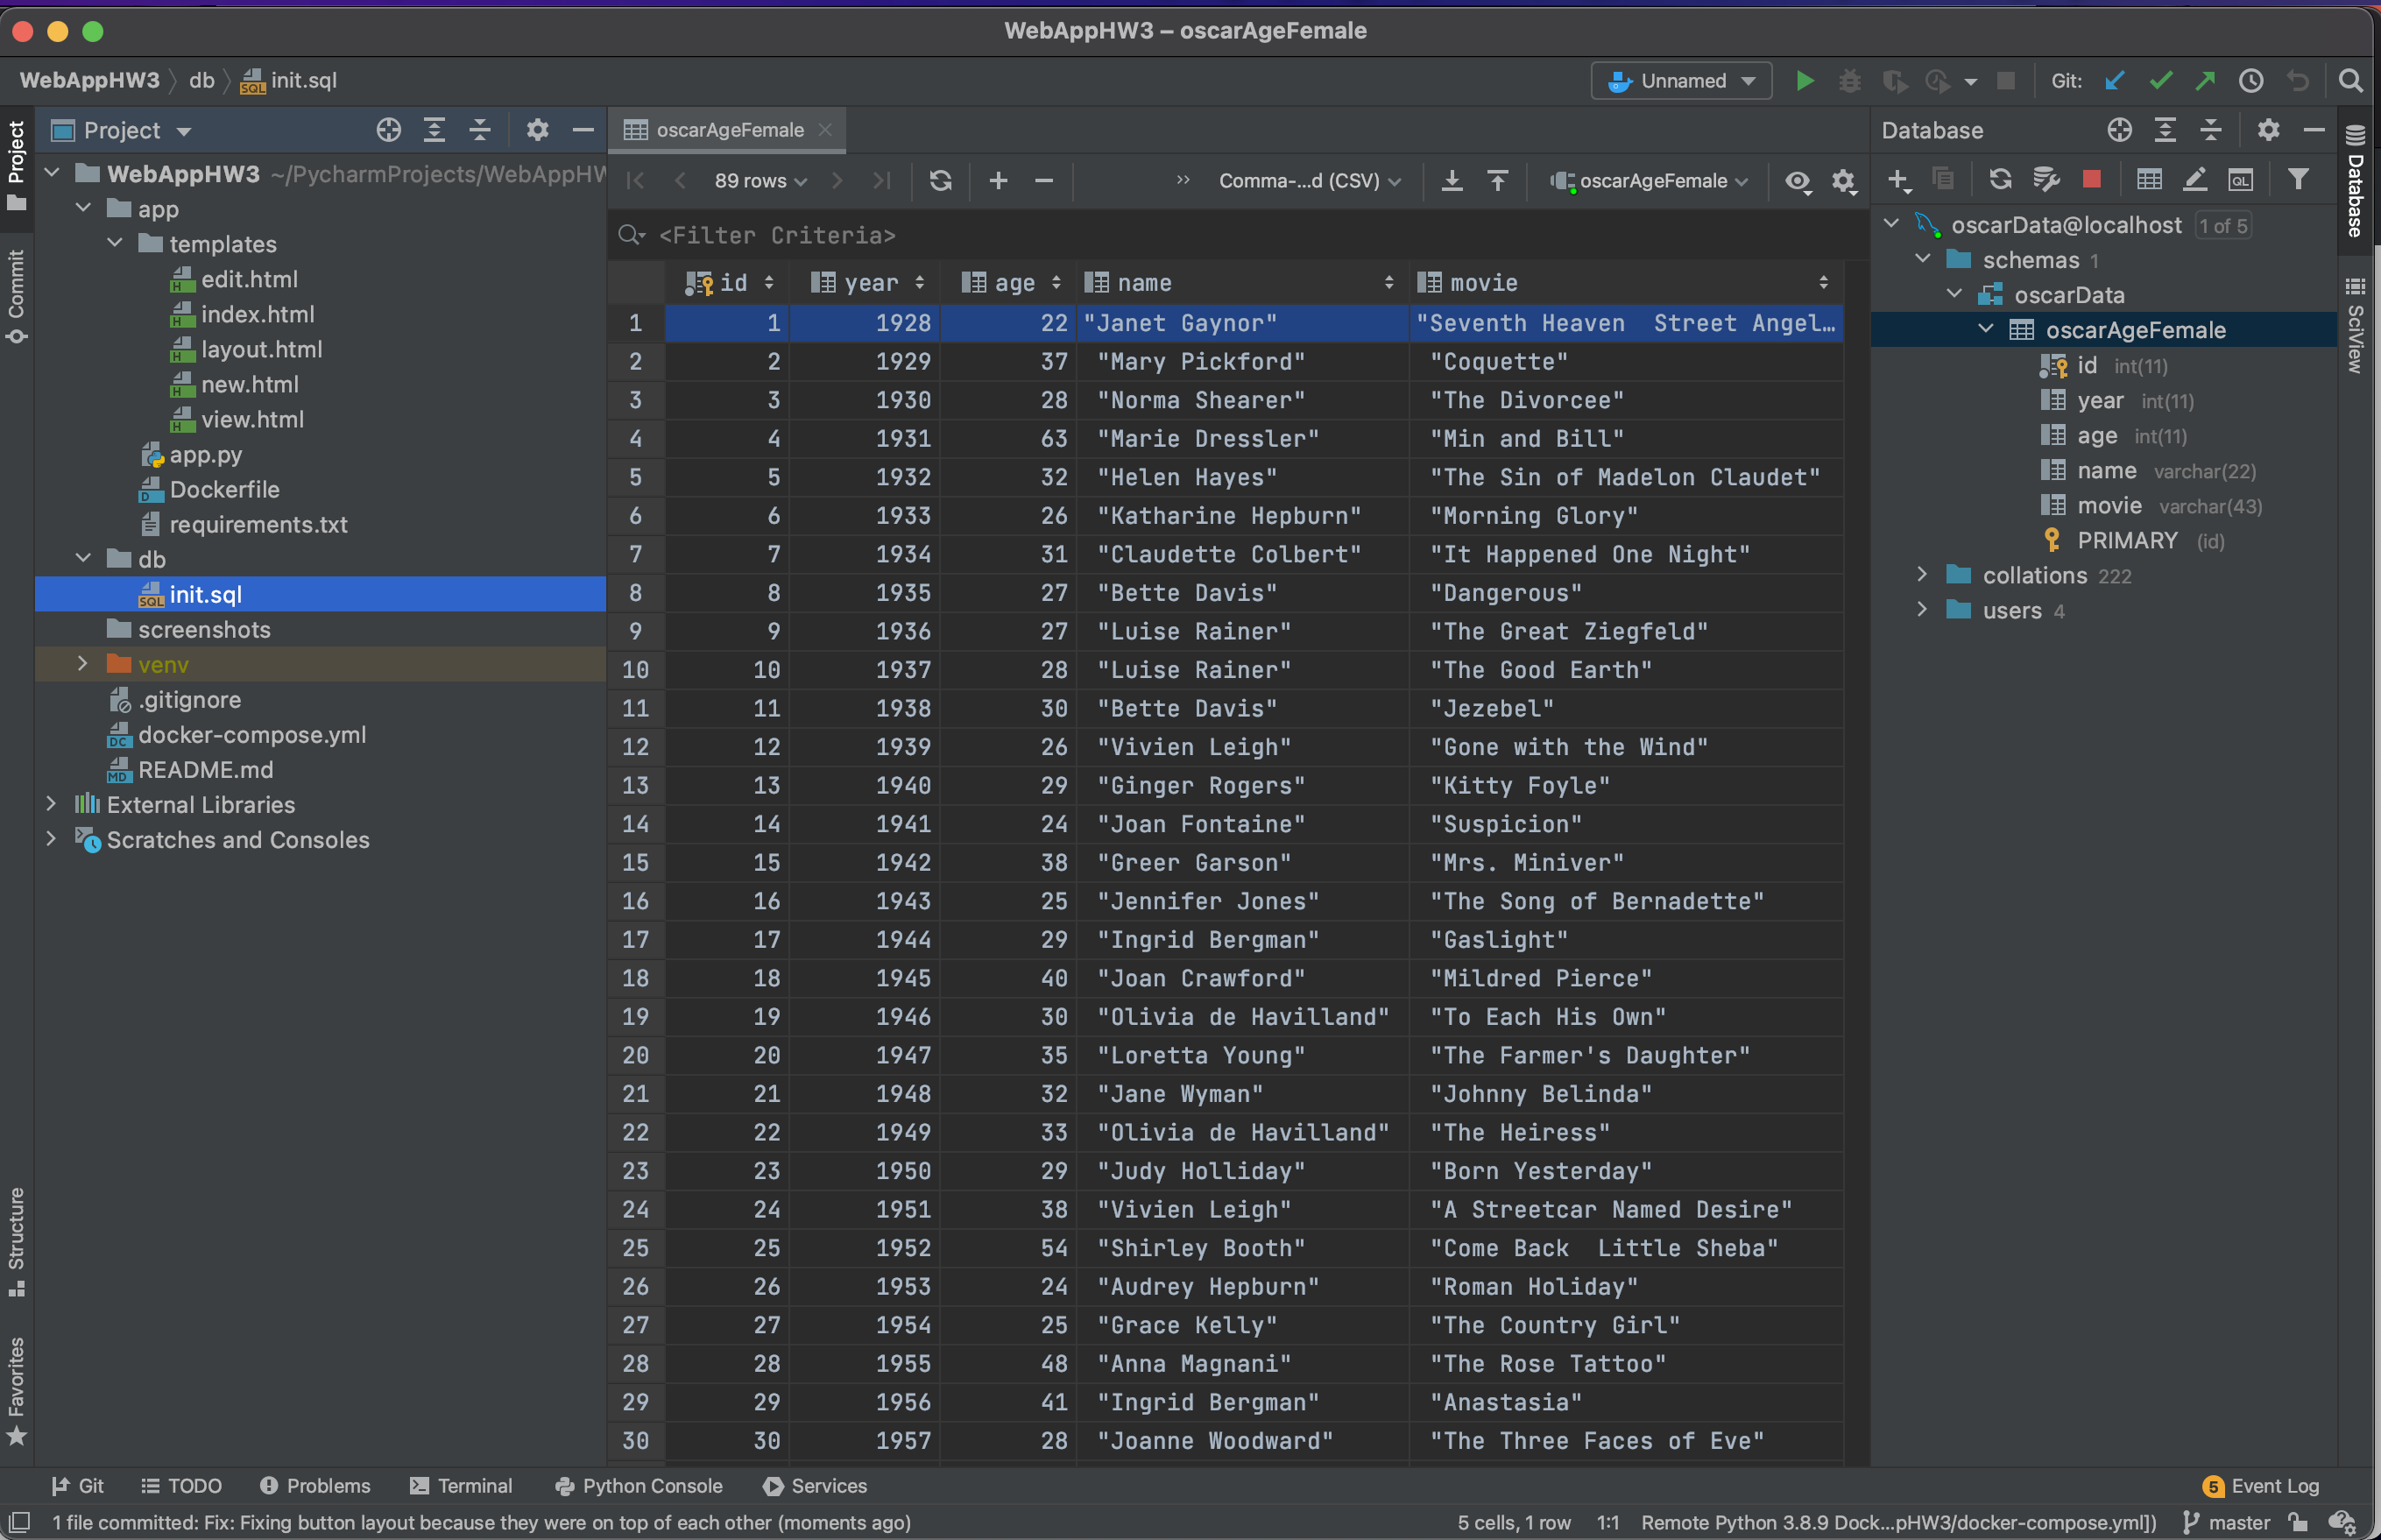 WebAppHW3 – oscarAgeFemale
WebAppHW3 db init.sql
Unnamed Git:
Project
Commit
Structure
Favorites
Project
WebAppHW3 ~/PycharmProjects/WebAppHW
app
templates
edit.html
index.html
layout.html
new.html
view.html
app.py
Dockerfile
requirements.txt
db
init.sql
screenshots
venv
.gitignore
docker-compose.yml
README.md
External Libraries
Scratches and Consoles
oscarAgeFemale
89 rows Comma-...d (CSV) oscarAgeFemale
<Filter Criteria>
id year age name movie
1 1 1928 22 "Janet Gaynor" "Seventh Heaven  Street Angel…
2 2 1929 37 "Mary Pickford" "Coquette"
3 3 1930 28 "Norma Shearer" "The Divorcee"
4 4 1931 63 "Marie Dressler" "Min and Bill"
5 5 1932 32 "Helen Hayes" "The Sin of Madelon Claudet"
6 6 1933 26 "Katharine Hepburn" "Morning Glory"
7 7 1934 31 "Claudette Colbert" "It Happened One Night"
8 8 1935 27 "Bette Davis" "Dangerous"
9 9 1936 27 "Luise Rainer" "The Great Ziegfeld"
10 10 1937 28 "Luise Rainer" "The Good Earth"
11 11 1938 30 "Bette Davis" "Jezebel"
12 12 1939 26 "Vivien Leigh" "Gone with the Wind"
13 13 1940 29 "Ginger Rogers" "Kitty Foyle"
14 14 1941 24 "Joan Fontaine" "Suspicion"
15 15 1942 38 "Greer Garson" "Mrs. Miniver"
16 16 1943 25 "Jennifer Jones" "The Song of Bernadette"
17 17 1944 29 "Ingrid Bergman" "Gaslight"
18 18 1945 40 "Joan Crawford" "Mildred Pierce"
19 19 1946 30 "Olivia de Havilland" "To Each His Own"
20 20 1947 35 "Loretta Young" "The Farmer's Daughter"
21 21 1948 32 "Jane Wyman" "Johnny Belinda"
22 22 1949 33 "Olivia de Havilland" "The Heiress"
23 23 1950 29 "Judy Holliday" "Born Yesterday"
24 24 1951 38 "Vivien Leigh" "A Streetcar Named Desire"
25 25 1952 54 "Shirley Booth" "Come Back  Little Sheba"
26 26 1953 24 "Audrey Hepburn" "Roman Holiday"
27 27 1954 25 "Grace Kelly" "The Country Girl"
28 28 1955 48 "Anna Magnani" "The Rose Tattoo"
29 29 1956 41 "Ingrid Bergman" "Anastasia"
30 30 1957 28 "Joanne Woodward" "The Three Faces of Eve"
Database
oscarData@localhost 1 of 5
schemas 1
oscarData
oscarAgeFemale
id int(11)
year int(11)
age int(11)
name varchar(22)
movie varchar(43)
PRIMARY (id)
collations 222
users 4
Database
SciView
Git TODO Problems Terminal Python Console Services 5 Event Log
1 file committed: Fix: Fixing button layout because they were on top of each other (moments ago) 5 cells, 1 row 1:1 Remote Python 3.8.9 Dock...pHW3/docker-compose.yml]) master